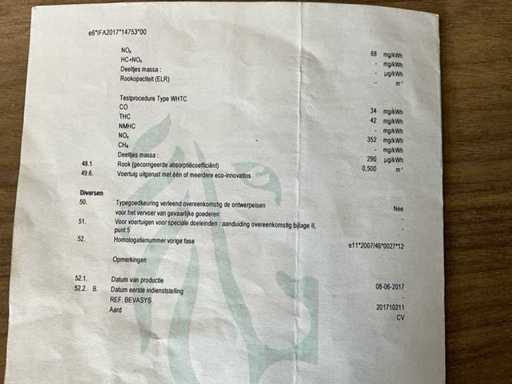 e6*IFA2017*14753*00
NOx 68 mg/kWh
HC+NOx - mg/kWh
Deeltjes massa : - µg/kWh
Rookopaciteit (ELR) - m⁻¹
Testprocedure Type WHTC
CO 34 mg/kWh
THC 42 mg/kWh
NMHC - mg/kWh
NOx 352 mg/kWh
CH₄ - mg/kWh
Deeltjes massa : 290 µg/kWh
48.1 Rook (gecorrigeerde absorptiecoëfficiënt) 0,500 m⁻¹
49.6. Voertuig uitgerust met één of meerdere eco-innovaties -
Diversen
50. Typegoedkeuring verleend overeenkomstig de ontwerpeisen
voor het vervoer van gevaarlijke goederen: Nee
51. Voor voertuigen voor speciale doeleinden : aanduiding overeenkomstig bijlage II, -
punt 5 -
52. Homologatienummer vorige fase e11*2007/46*0027*12
Opmerkingen
52.1. Datum van productie
52.2. B. Datum eerste indienststelling 08-06-2017
REF. BEVASYS 201710211
Aard CV